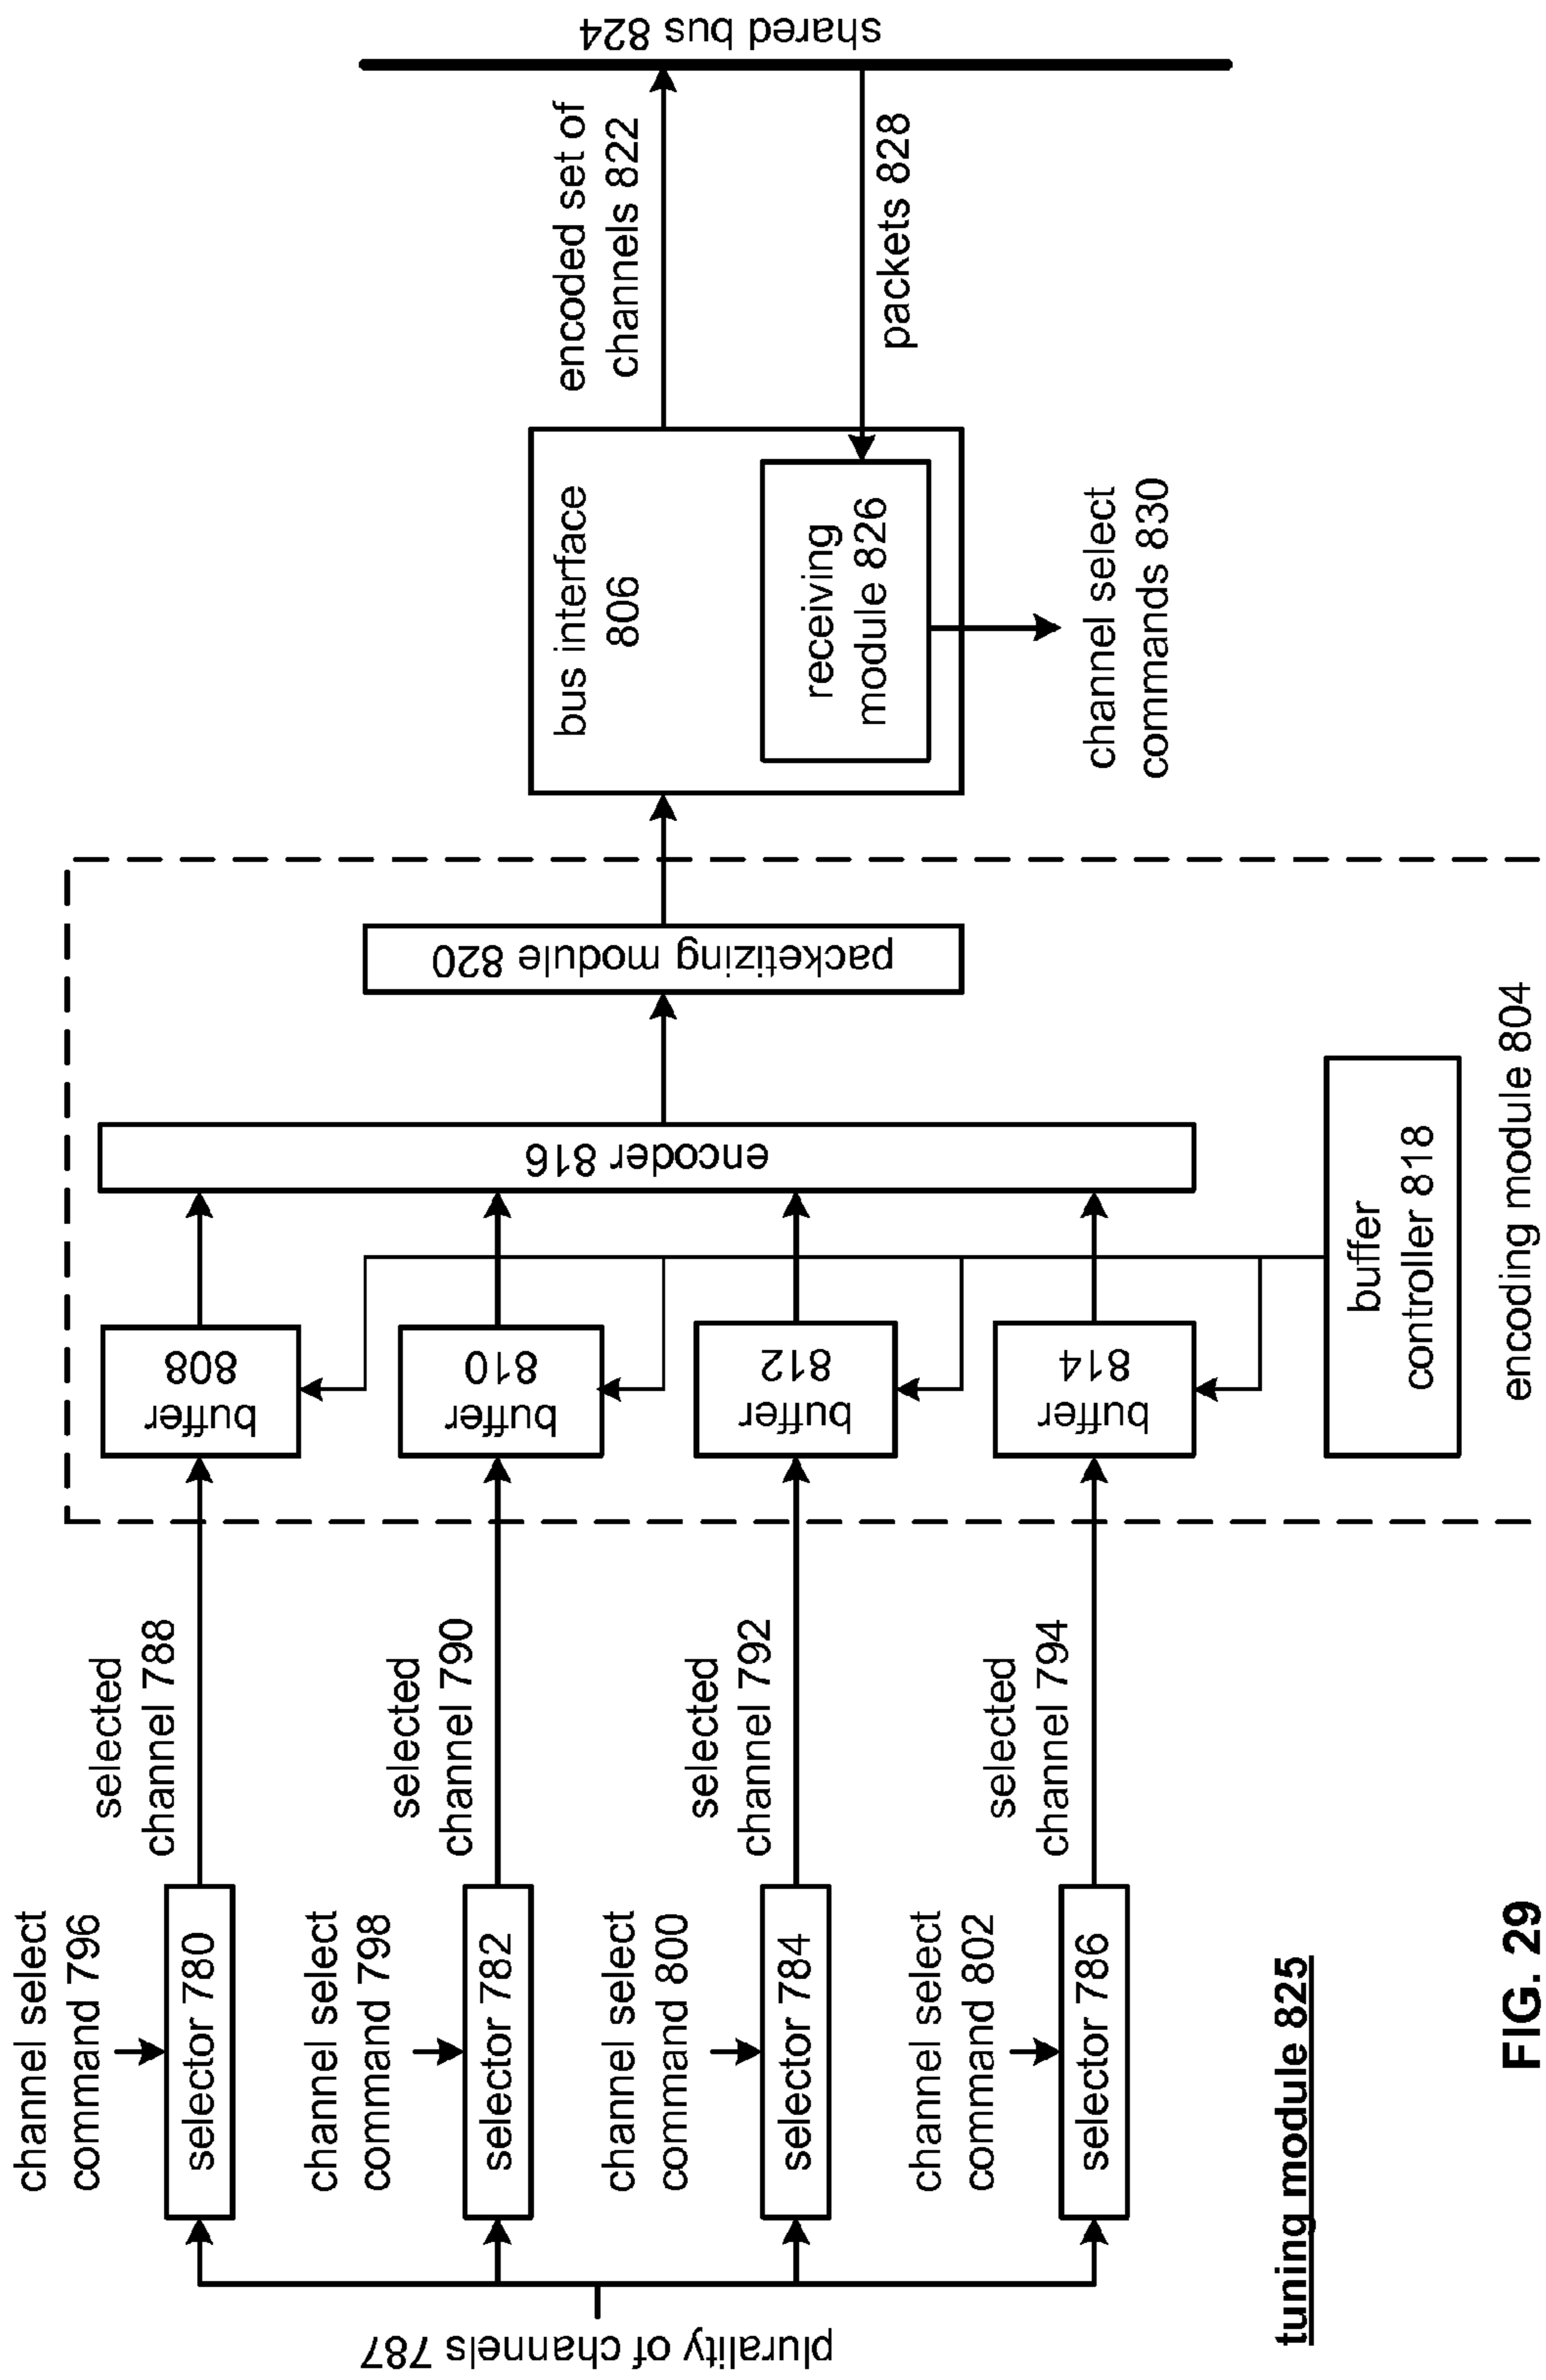 plurality of channels 787
channel select
command 796
selector 780
selected
channel 788
channel select
command 798
selector 782
selected
channel 790
channel select
command 800
selector 784
selected
channel 792
channel select
command 802
selector 786
selected
channel 794
buffer
808
buffer
810
buffer
812
buffer
814
encoder 816
buffer
controller 818
packetizing module 820
encoding module 804
bus interface
806
receiving
module 826
channel select
commands 830
encoded set of
channels 822
packets 828
shared bus 824
tuning module 825
FIG. 29